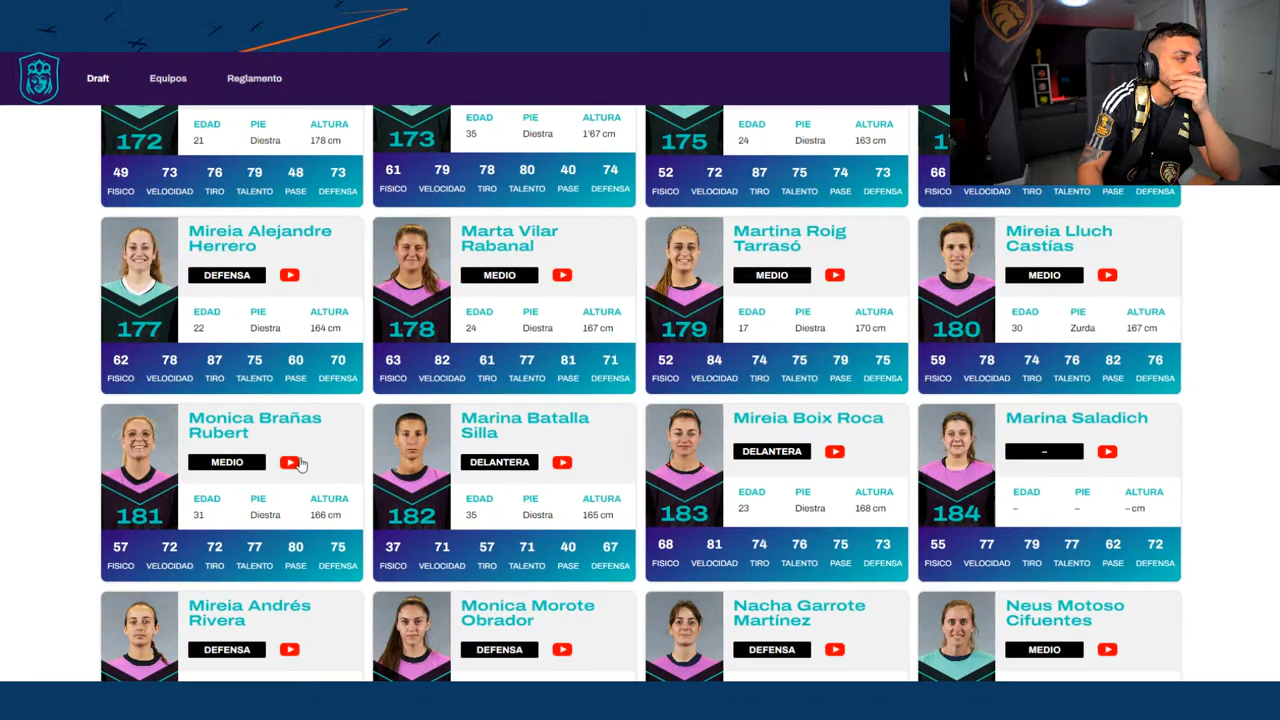 Draft
Equipos
Reglamento
172
EDAD PIE ALTURA
21 Diestra 178 cm
49 73 76 79 48 73
FISICO VELOCIDAD TIRO TALENTO PASE DEFENSA
173
EDAD PIE ALTURA
35 Diestra 1'67 cm
61 79 78 80 40 74
FISICO VELOCIDAD TIRO TALENTO PASE DEFENSA
175
EDAD PIE ALTURA
24 Diestra 163 cm
52 72 87 75 74 73
FISICO VELOCIDAD TIRO TALENTO PASE DEFENSA
66
FISICO VELOCIDAD TIRO TALENTO PASE DEFENSA
Mireia Alejandre
Herrero
DEFENSA
177
EDAD PIE ALTURA
22 Diestra 164 cm
62 78 87 75 60 70
FISICO VELOCIDAD TIRO TALENTO PASE DEFENSA
Marta Vilar
Rabanal
MEDIO
178
EDAD PIE ALTURA
24 Diestra 167 cm
63 82 61 77 81 71
FISICO VELOCIDAD TIRO TALENTO PASE DEFENSA
Martina Roig
Tarrasó
MEDIO
179
EDAD PIE ALTURA
17 Diestra 170 cm
52 84 74 75 79 75
FISICO VELOCIDAD TIRO TALENTO PASE DEFENSA
Mireia Lluch
Castías
MEDIO
180
EDAD PIE ALTURA
30 Zurda 167 cm
59 78 74 76 82 76
FISICO VELOCIDAD TIRO TALENTO PASE DEFENSA
Monica Brañas
Rubert
MEDIO
181
EDAD PIE ALTURA
31 Diestra 166 cm
57 72 72 77 80 75
FISICO VELOCIDAD TIRO TALENTO PASE DEFENSA
Marina Batalla
Silla
DELANTERA
182
EDAD PIE ALTURA
35 Diestra 165 cm
37 71 57 71 40 67
FISICO VELOCIDAD TIRO TALENTO PASE DEFENSA
Mireia Boix Roca
DELANTERA
183
EDAD PIE ALTURA
23 Diestra 168 cm
68 81 74 76 75 73
FISICO VELOCIDAD TIRO TALENTO PASE DEFENSA
Marina Saladich
–
184
EDAD PIE ALTURA
– – – cm
55 77 79 77 62 72
FISICO VELOCIDAD TIRO TALENTO PASE DEFENSA
Mireia Andrés
Rivera
DEFENSA
Monica Morote
Obrador
DEFENSA
Nacha Garrote
Martínez
DEFENSA
Neus Motoso
Cifuentes
MEDIO